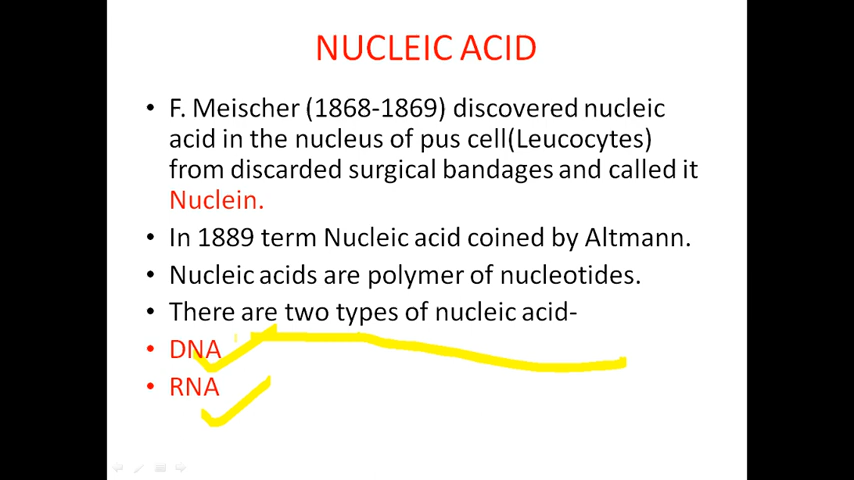 NUCLEIC ACID
• F. Meischer (1868-1869) discovered nucleic
acid in the nucleus of pus cell(Leucocytes)
from discarded surgical bandages and called it
Nuclein.
• In 1889 term Nucleic acid coined by Altmann.
• Nucleic acids are polymer of nucleotides.
• There are two types of nucleic acid-
• DNA
• RNA